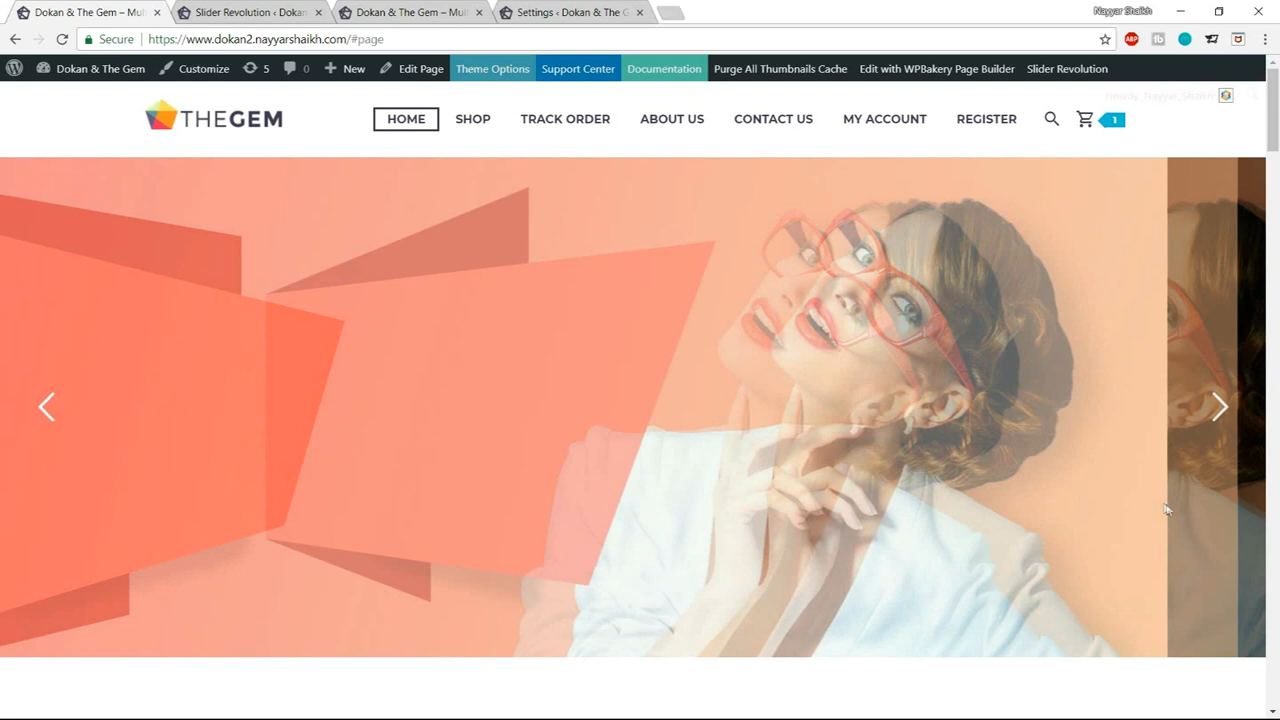 Dokan & The Gem – Mul
Slider Revolution ‹ Dokan
Dokan & The Gem – Mul
Settings ‹ Dokan & The G
Nayyar Shaikh
Secure
https://www.dokan2.nayyarshaikh.com/#page
ABP
Dokan & The Gem
Customize
5
0
New
Edit Page
Theme Options
Support Center
Documentation
Purge All Thumbnails Cache
Edit with WPBakery Page Builder
Slider Revolution
THEGEM
HOME
SHOP
TRACK ORDER
ABOUT US
CONTACT US
MY ACCOUNT
REGISTER
1